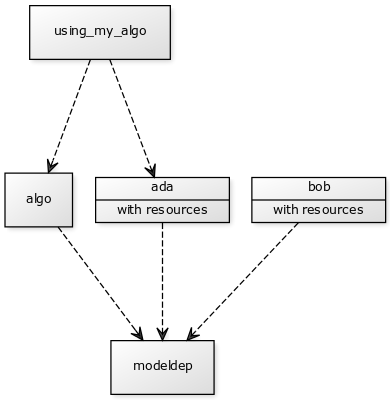 using_my_algo
algo
ada
with resources
bob
with resources
modeldep